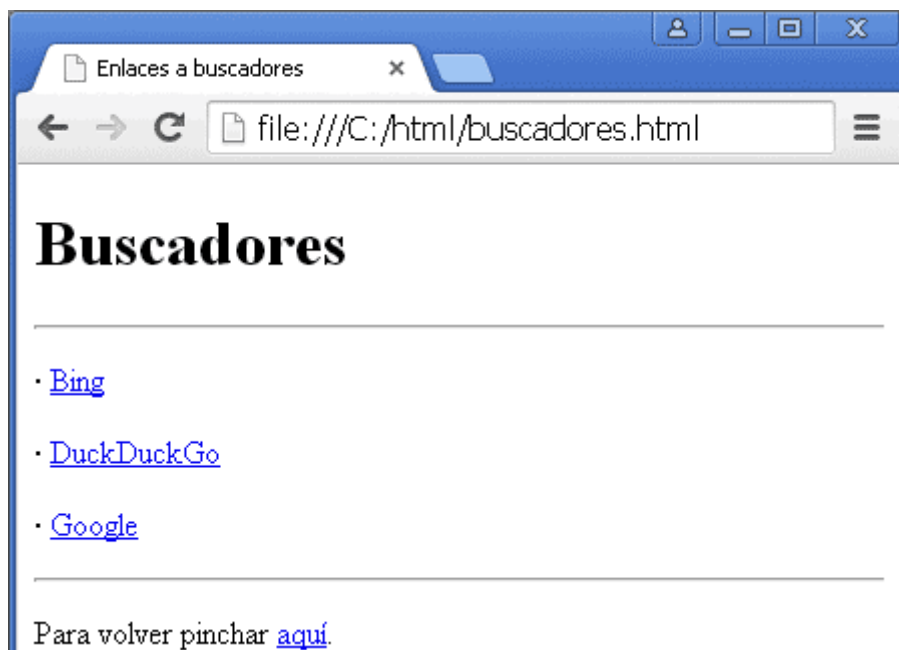 Enlaces a buscadores
file:///C:/html/buscadores.html
Buscadores
· Bing
· DuckDuckGo
· Google
Para volver pinchar aquí.